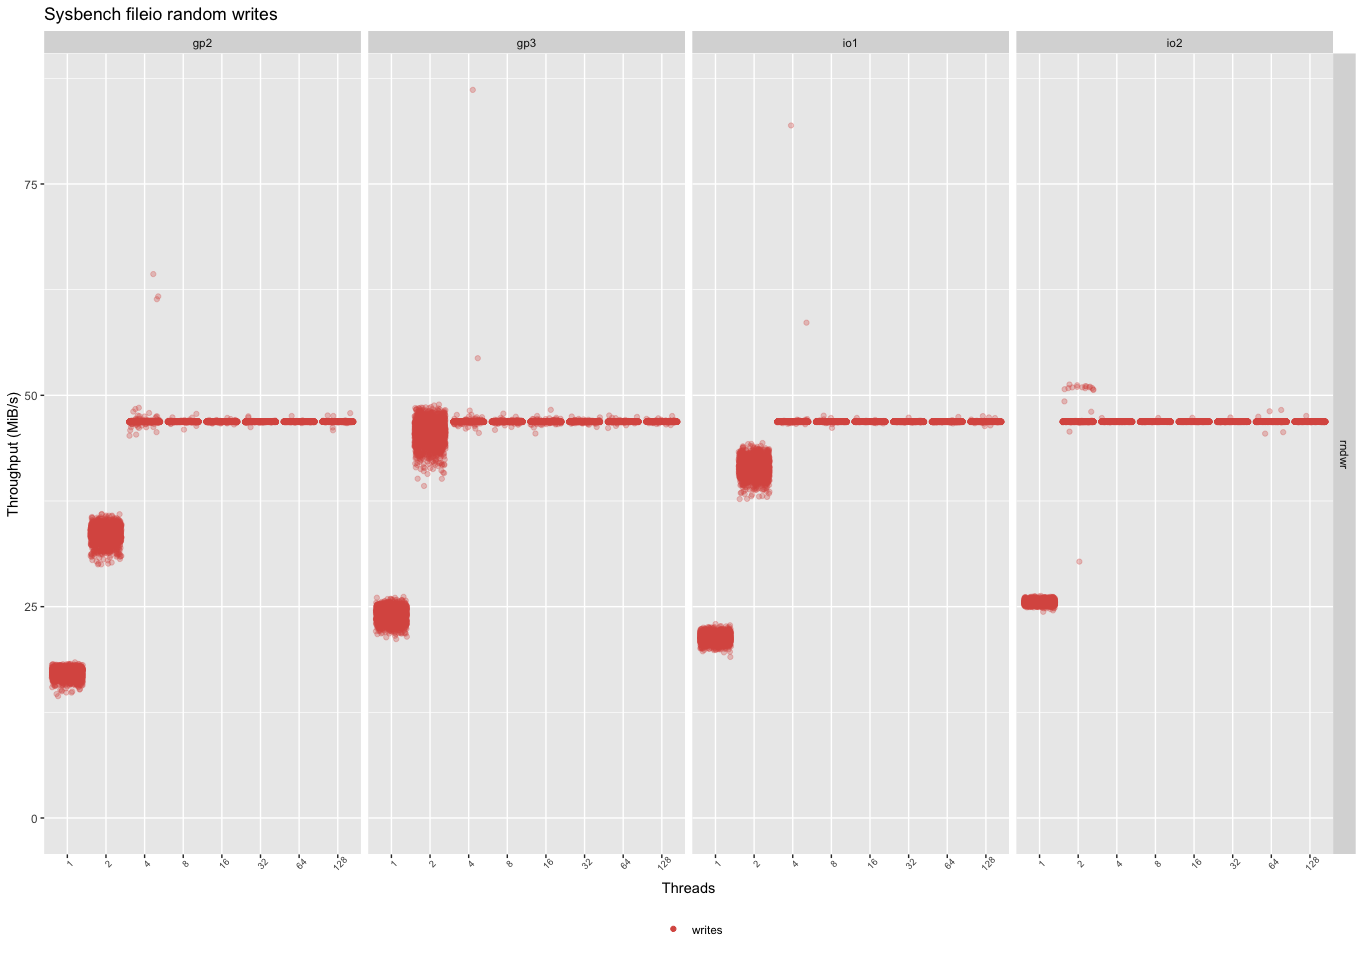 Sysbench fileio random writes
gp2 gp3 io1 io2
75
50
25
0
Throughput (MiB/s)
rndwr
1 2 4 8 16 32 64 128 1 2 4 8 16 32 64 128 1 2 4 8 16 32 64 128 1 2 4 8 16 32 64 128
Threads
writes